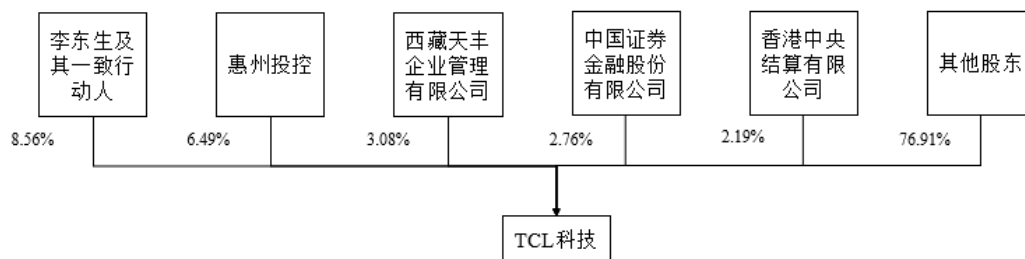 李东生及
其一致行
动人
惠州投控
西藏天丰
企业管理
有限公司
中国证券
金融股份
有限公司
香港中央
结算有限
公司
其他股东
8.56%
6.49%
3.08%
2.76%
2.19%
76.91%
TCL科技